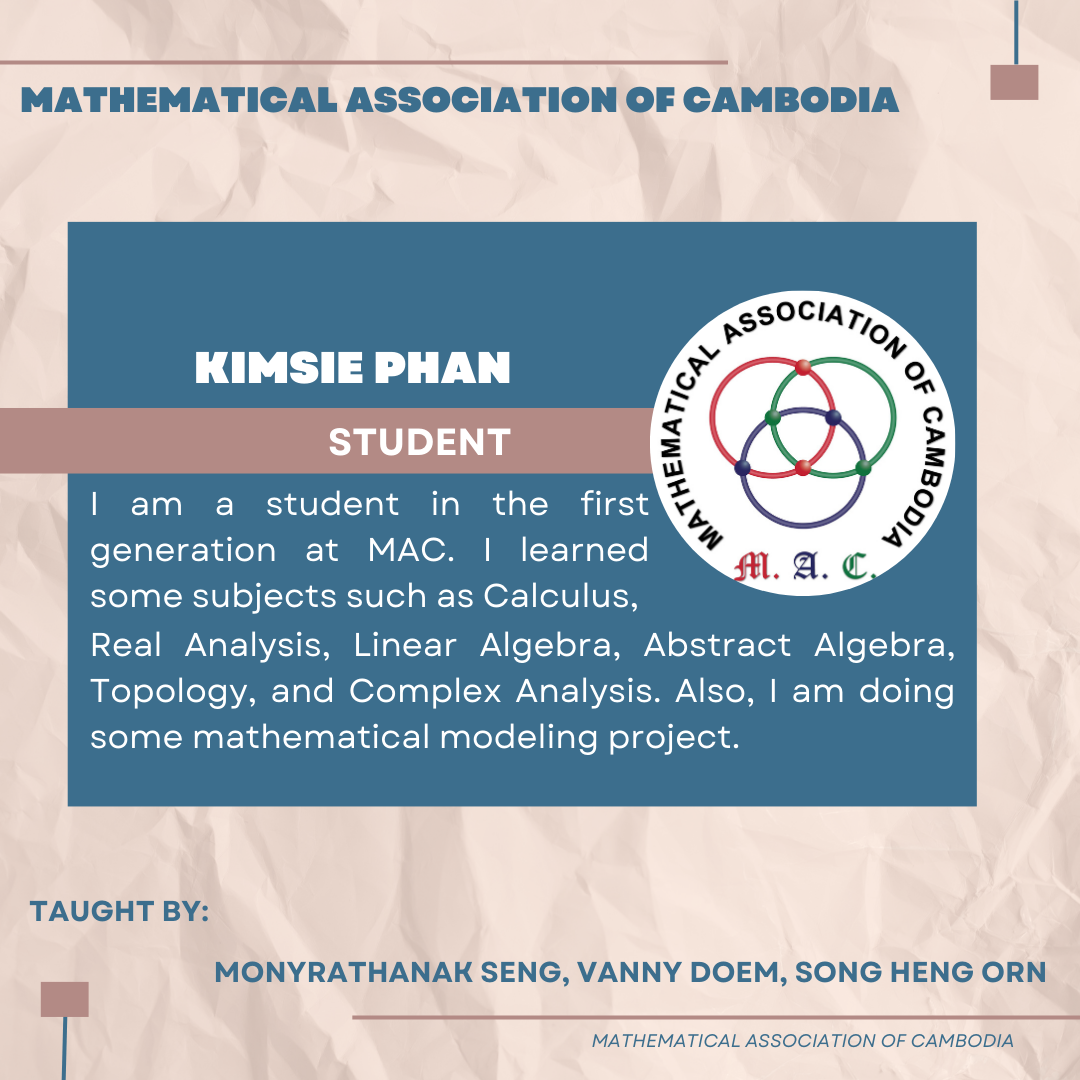 MATHEMATICAL ASSOCIATION OF CAMBODIA
KIMSIE PHAN
STUDENT
MATHEMATICAL ASSOCIATION OF CAMBODIA
M. A. C.
I am a student in the first
generation at MAC. I learned
some subjects such as Calculus,
Real Analysis, Linear Algebra, Abstract Algebra,
Topology, and Complex Analysis. Also, I am doing
some mathematical modeling project.
TAUGHT BY:
MONYRATHANAK SENG, VANNY DOEM, SONG HENG ORN
MATHEMATICAL ASSOCIATION OF CAMBODIA